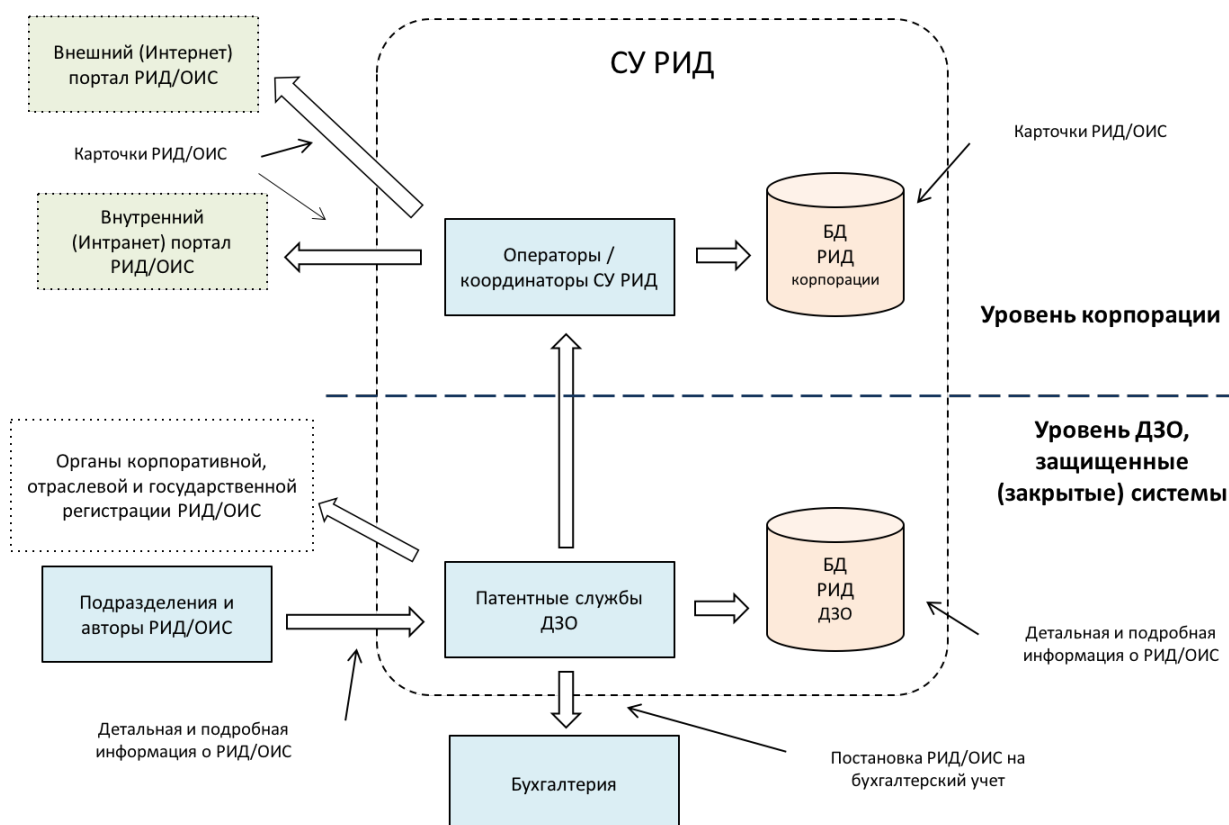 СУ РИД
Внешний (Интернет)
портал РИД/ОИС
Карточки РИД/ОИС
Карточки РИД/ОИС
Внутренний
(Интранет) портал
РИД/ОИС
Операторы /
координаторы СУ РИД
БД
РИД
корпорации
Уровень корпорации
Уровень ДЗО,
защищенные
(закрытые) системы
Органы корпоративной,
отраслевой и государственной
регистрации РИД/ОИС
Подразделения и
авторы РИД/ОИС
Патентные службы
ДЗО
БД
РИД
ДЗО
Детальная и подробная
информация о РИД/ОИС
Детальная и подробная
информация о РИД/ОИС
Бухгалтерия
Постановка РИД/ОИС на
бухгалтерский учет